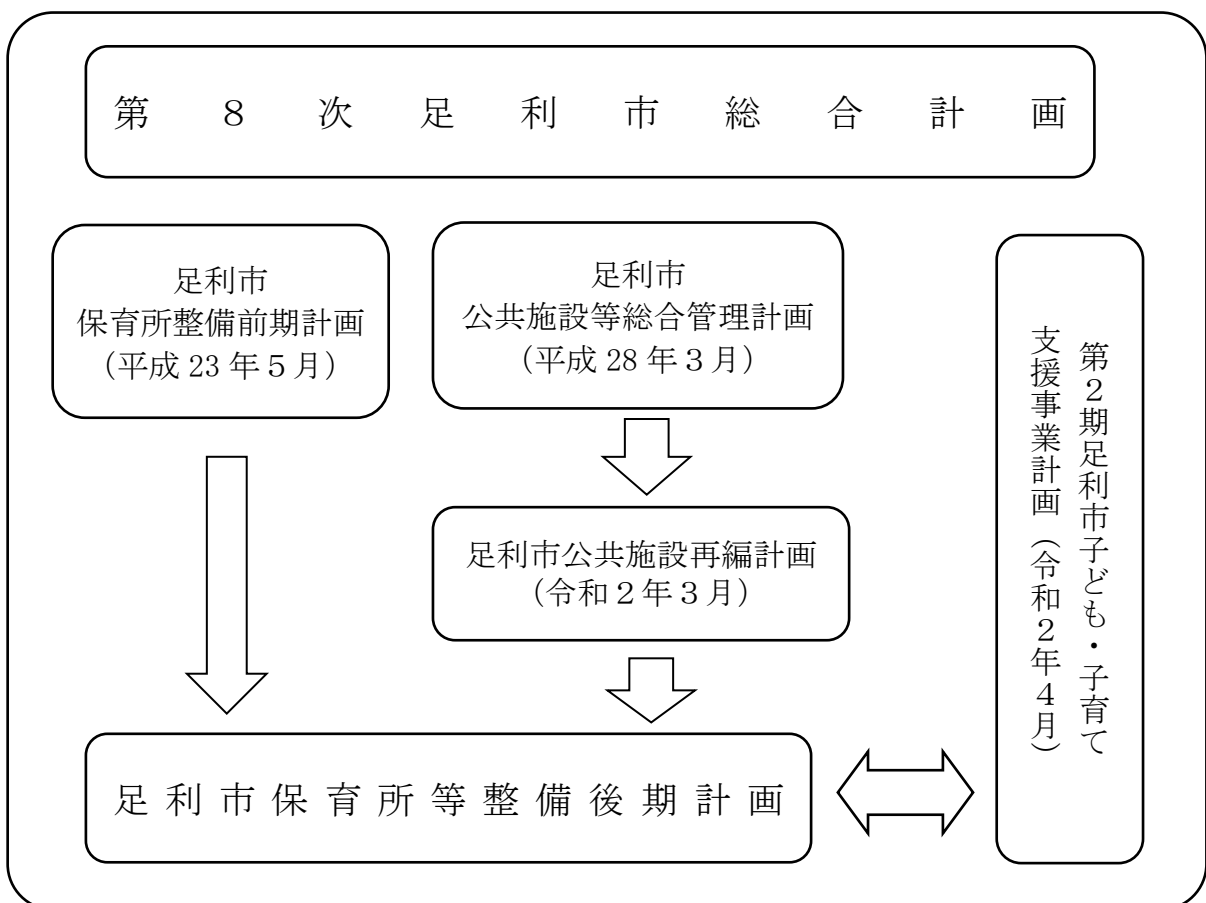 第８次足利市総合計画
足利市
保育所整備前期計画
（平成 23 年５月）
足利市
公共施設等総合管理計画
（平成 28 年３月）
足利市公共施設再編計画
（令和２年３月）
足利市保育所等整備後期計画
第２期足利市子ども・子育て
支援事業計画（令和２年４月）